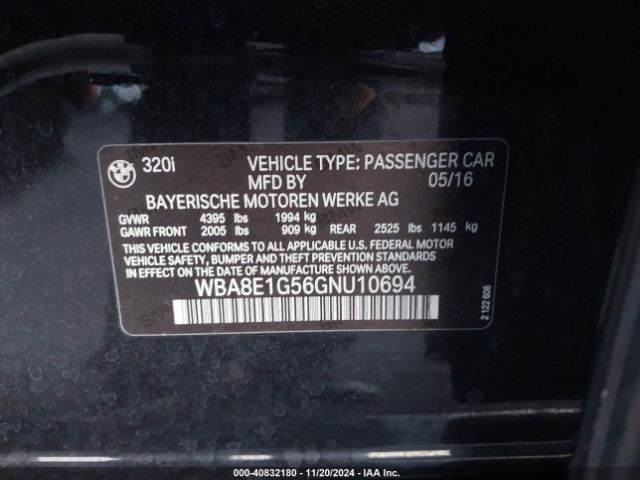 320i VEHICLE TYPE: PASSENGER CAR
MFD BY 05/16
BAYERISCHE MOTOREN WERKE AG
GVWR 4395 lbs 1994 kg
GAWR FRONT 2005 lbs 909 kg REAR 2525 lbs 1145 kg
THIS VEHICLE CONFORMS TO ALL APPLICABLE U.S. FEDERAL MOTOR
VEHICLE SAFETY, BUMPER AND THEFT PREVENTION STANDARDS
IN EFFECT ON THE DATE OF MANUFACTURE SHOWN ABOVE.
WBA8E1G56GNU10694
2 122 606
000-40832180 - 11/20/2024 - IAA Inc.